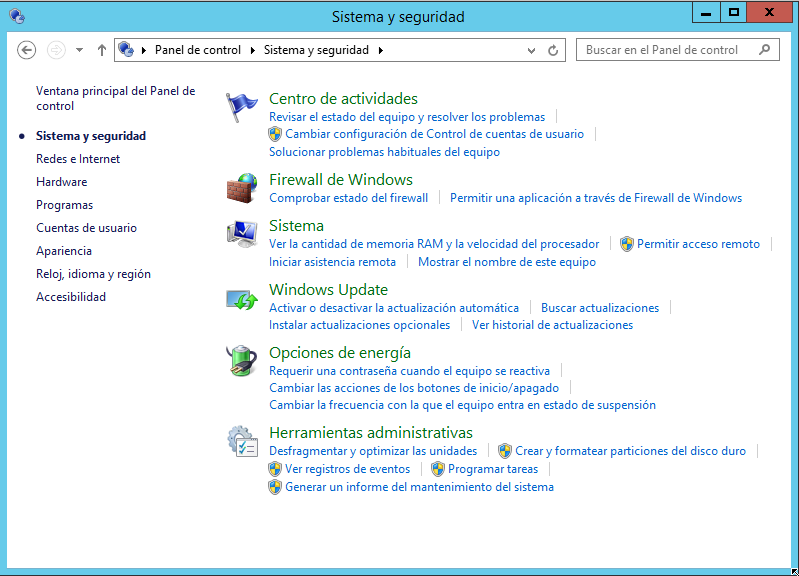 Sistema y seguridad
Panel de control
Sistema y seguridad
Buscar en el Panel de control
Ventana principal del Panel de
control
Sistema y seguridad
Redes e Internet
Hardware
Programas
Cuentas de usuario
Apariencia
Reloj, idioma y región
Accesibilidad
Centro de actividades
Revisar el estado del equipo y resolver los problemas
Cambiar configuración de Control de cuentas de usuario
Solucionar problemas habituales del equipo
Firewall de Windows
Comprobar estado del firewall
Permitir una aplicación a través de Firewall de Windows
Sistema
Ver la cantidad de memoria RAM y la velocidad del procesador
Permitir acceso remoto
Iniciar asistencia remota
Mostrar el nombre de este equipo
Windows Update
Activar o desactivar la actualización automática
Buscar actualizaciones
Instalar actualizaciones opcionales
Ver historial de actualizaciones
Opciones de energía
Requerir una contraseña cuando el equipo se reactiva
Cambiar las acciones de los botones de inicio/apagado
Cambiar la frecuencia con la que el equipo entra en estado de suspensión
Herramientas administrativas
Desfragmentar y optimizar las unidades
Crear y formatear particiones del disco duro
Ver registros de eventos
Programar tareas
Generar un informe del mantenimiento del sistema